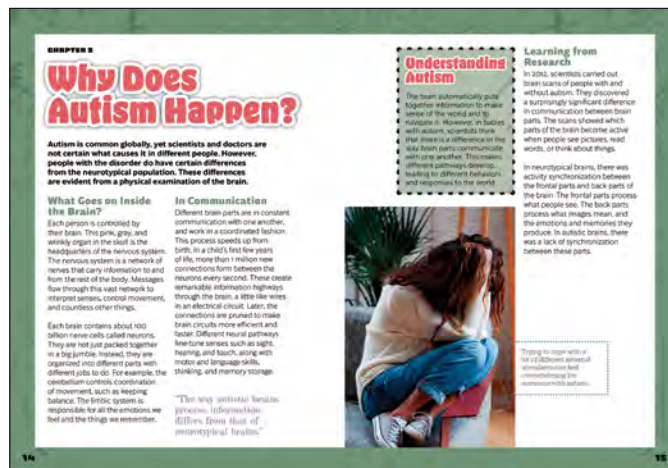 CHAPTER 2
Why Does
Autism Happen?
Autism is common globally, yet scientists and doctors are
not certain what causes it in different people. However,
people with the disorder do have certain differences
from the neurotypical population. These differences
are evident from a physical examination of the brain.
What Goes on Inside
the Brain?
Each person is controlled by
their brain. This pink, gray, and
wrinkly organ in the skull is the
headquarters of the nervous system.
The nervous system is a network of
nerves that carry information to and
from the rest of the body. Messages
flow through this vast network to
interpret senses, control movement,
and countless other things.
Each brain contains about 100
billion nerve cells called neurons.
They are not just packed together
in a big jumble. Instead, they are
organized into different parts with
different jobs to do. For example, the
cerebellum controls coordination
of movement, such as keeping
balance. The limbic system is
responsible for all the emotions we
feel and the things we remember.
In Communication
Different brain parts are in constant
communication with one another,
and work in a coordinated fashion.
This process speeds up from
birth. In a child's first few years
of life, more than 1 million new
connections form between the
neurons every second. These create
remarkable information highways
through the brain, a little like wires
in an electrical circuit. Later, the
connections are pruned to make
brain circuits more efficient and
faster. Different neural pathways
fine-tune senses such as sight,
hearing, and touch, along with
motor and language skills,
thinking, and memory storage.
"The way autistic brains
process information
differs from that of
neurotypical brains."
14
Understanding
Autism
The brain automatically puts
together information to make
sense of the world and to
navigate it. However, in babies
with autism, scientists think
that there is a difference in the
way brain parts communicate
with one another. This makes
different pathways develop,
leading to different behaviors
and responses to the world.
Learning from
Research
In 2012, scientists carried out
brain scans of people with and
without autism. They discovered
a surprisingly significant difference
in communication between brain
parts. The scans showed which
parts of the brain become active
when people see pictures, read
words, or think about things.
In neurotypical brains, there was
activity synchronization between
the frontal parts and back parts of
the brain. The frontal parts process
what people see. The back parts
process what images mean, and
the emotions and memories they
produce. In autistic brains, there
was a lack of synchronization
between these parts.
Trying to cope with a
lot of different sensory
stimulation can feel
overwhelming for
someone with autism.
15